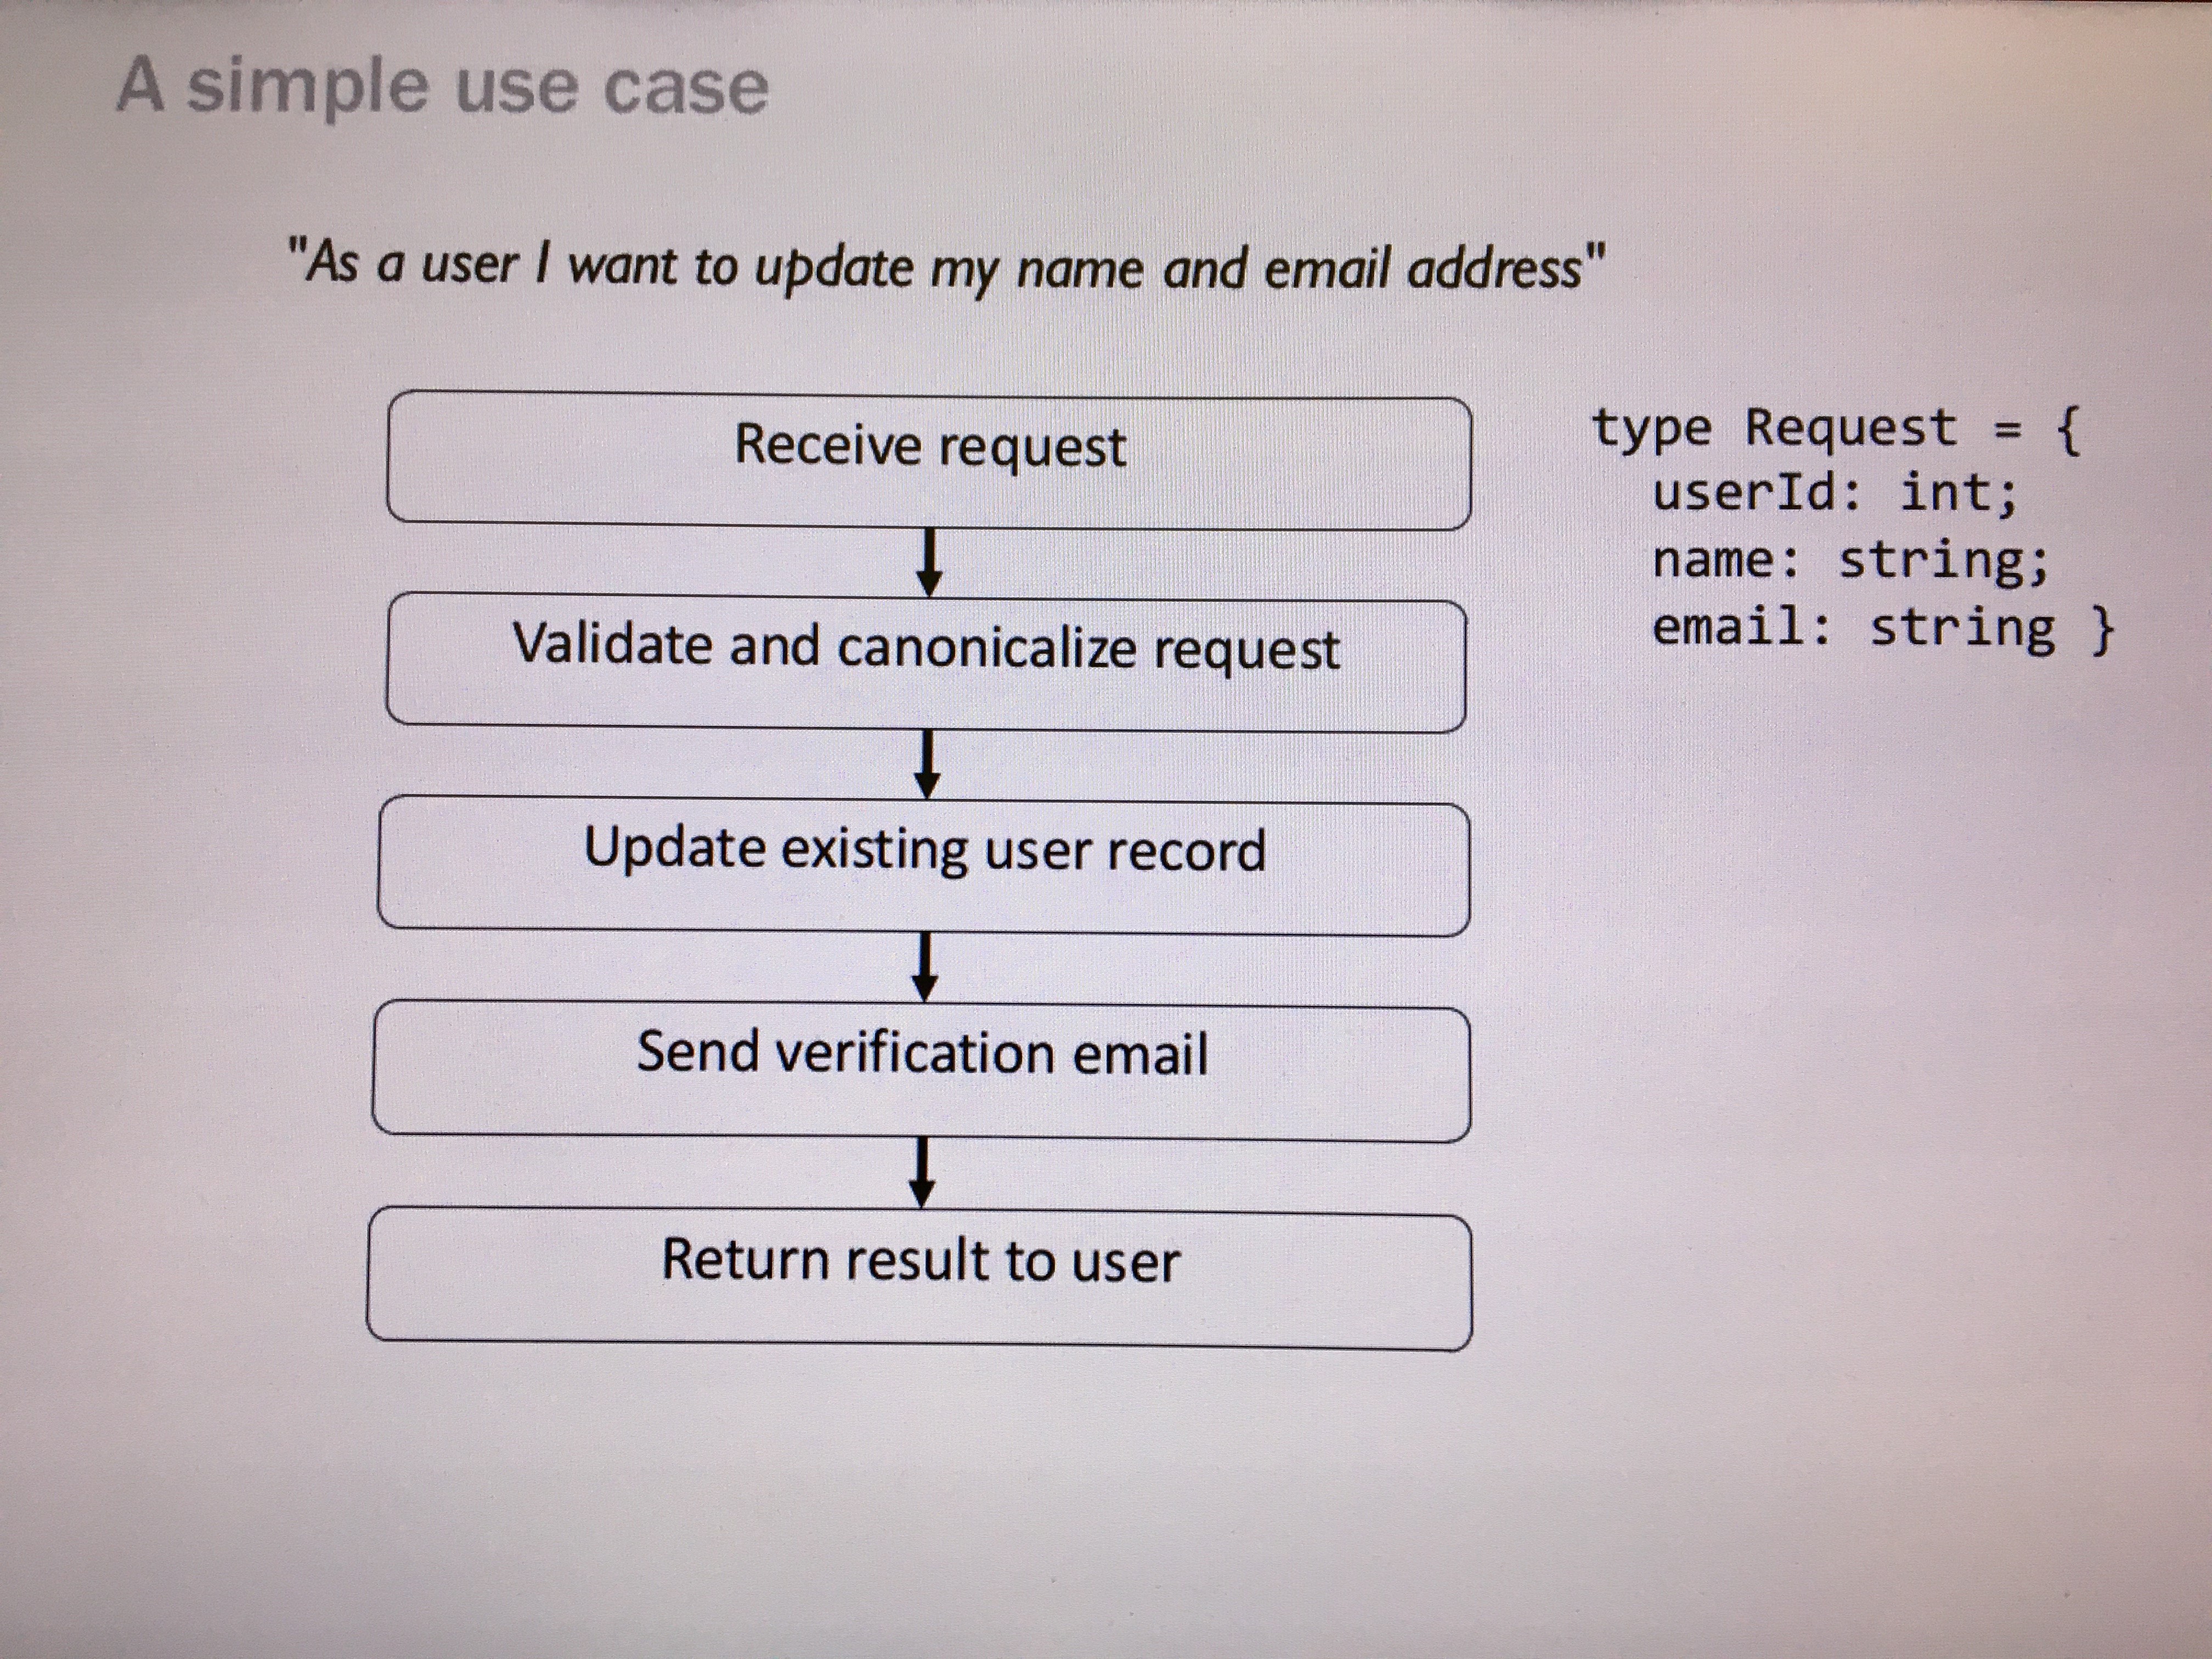 A simple use case
"As a user I want to update my name and email address"
Receive request
type Request = {
userId: int;
name: string;
email: string }
Validate and canonicalize request
Update existing user record
Send verification email
Return result to user